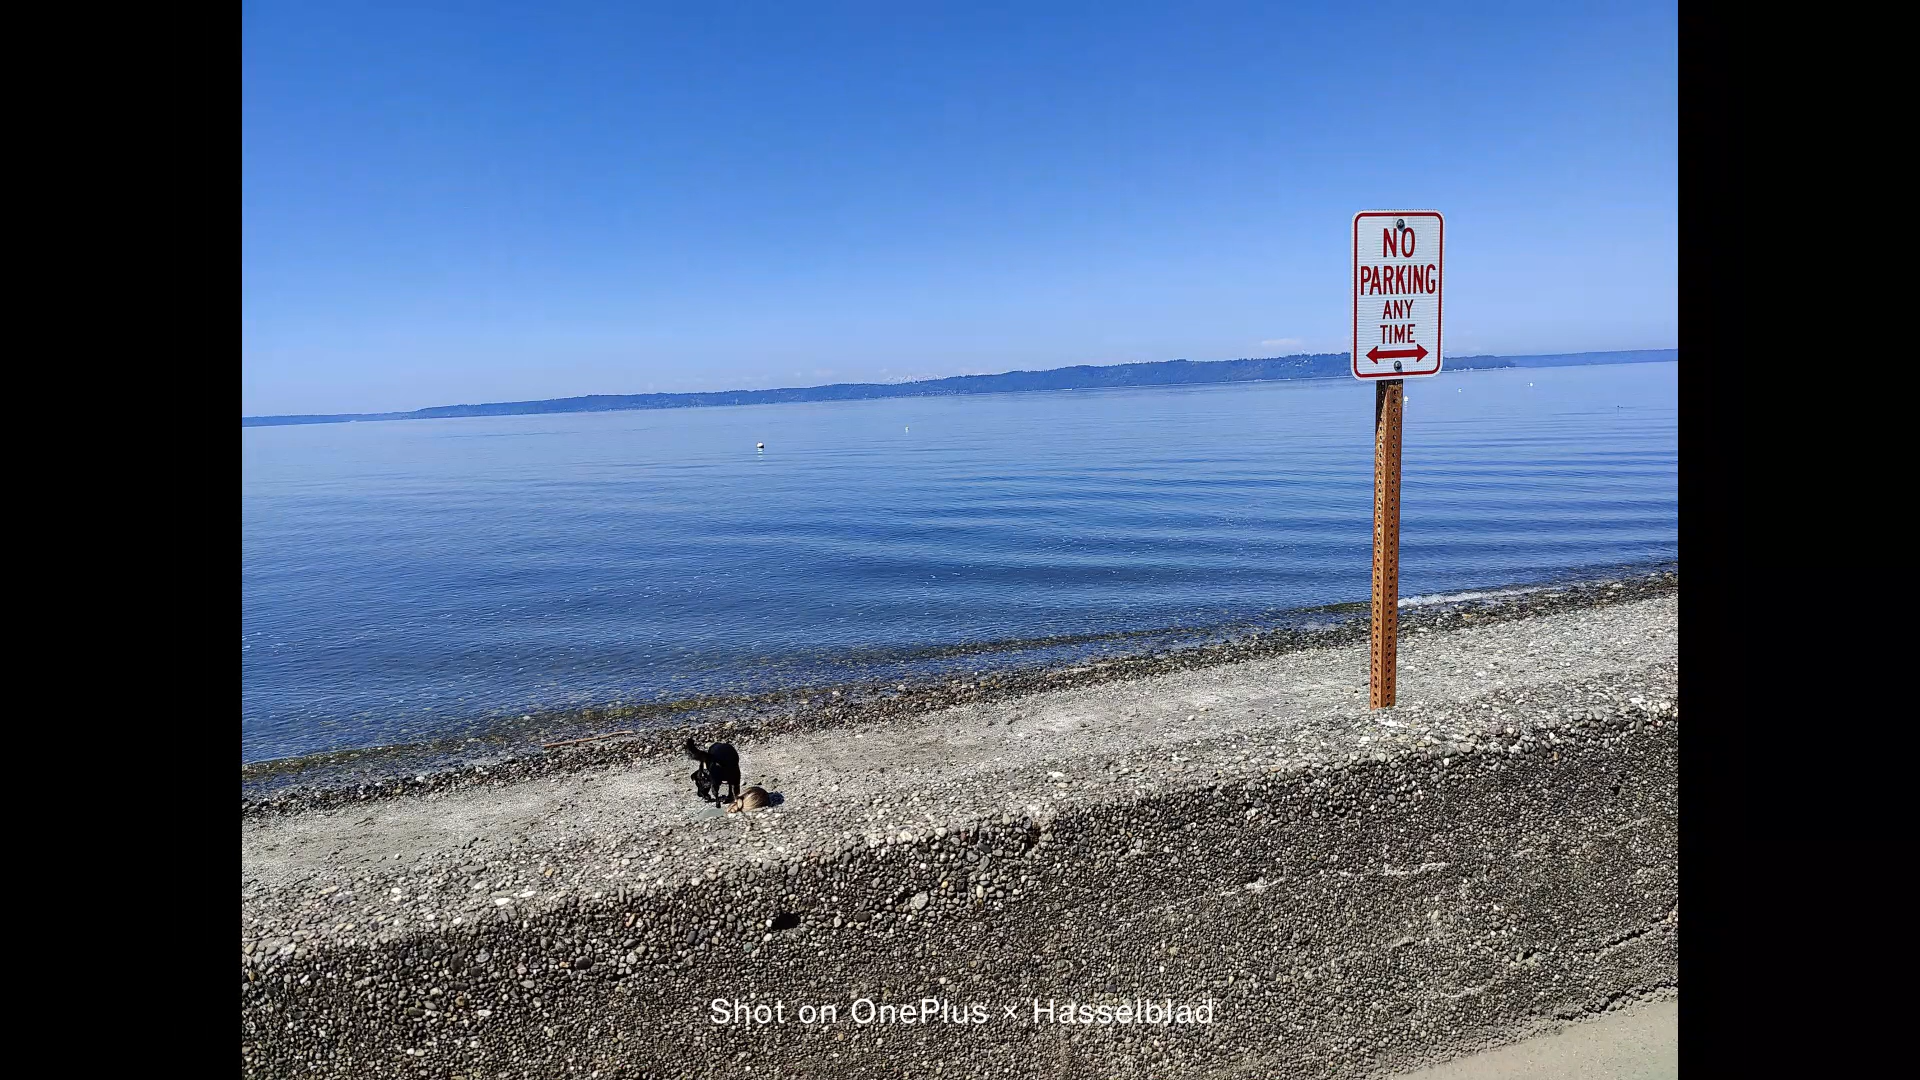 NO
PARKING
ANY
TIME
Shot on OnePlus × Hasselblad